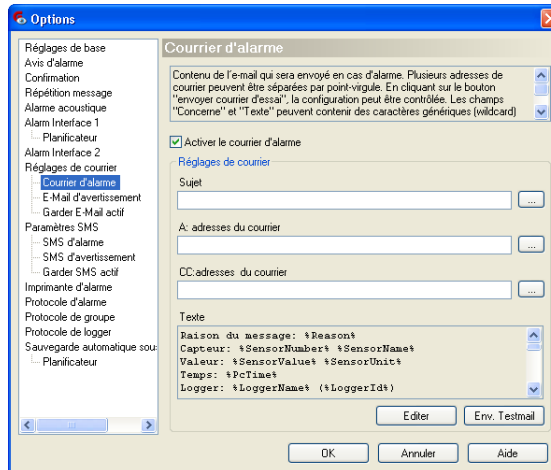 Options
Réglages de base
Avis d'alarme
Confirmation
Répétition message
Alarme acoustique
Alarm Interface 1
Planificateur
Alarm Interface 2
Réglages de courrier
Courrier d'alarme
E-Mail d'avertissement
Garder E-Mail actif
Paramètres SMS
SMS d'alarme
SMS d'avertissement
Garder SMS actif
Imprimante d'alarme
Protocole d'alarme
Protocole de groupe
Protocole de logger
Sauvegarde automatique sou
Planificateur
Courrier d'alarme
Contenu de l'e-mail qui sera envoyé en cas d'alarme. Plusieurs adresses de
courrier peuvent être séparées par point-virgule. En cliquant sur le bouton
"envoyer courrier d'essai", la configuration peut être contrôlée. Les champs
"Concerne" et "Texte" peuvent contenir des caractères génériques (wildcard)
Activer le courrier d'alarme
Réglages de courrier
Sujet
...
A: adresses du courrier
...
CC:adresses du courrier
...
Texte
Raison du message: %Reason%
Capteur: %SensorNumber% %SensorName%
Valeur: %SensorValue% %SensorUnit%
Temps: %PcTime%
Logger: %LoggerName% (%LoggerId%)
Editer
Env. Testmail
OK
Annuler
Aide